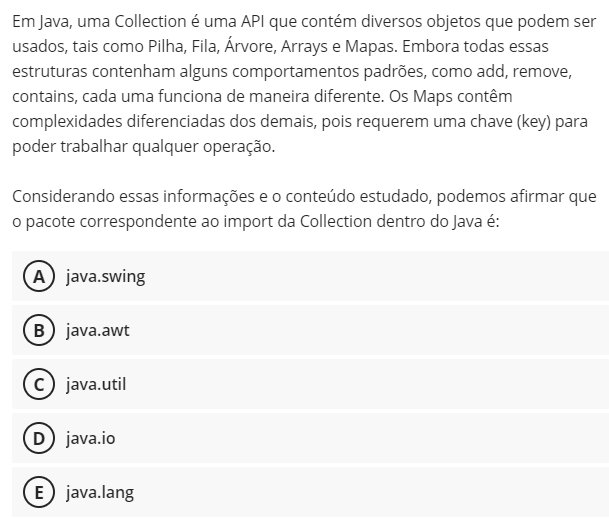 Em Java, uma Collection é uma API que contém diversos objetos que podem ser
usados, tais como Pilha, Fila, Árvore, Arrays e Mapas. Embora todas essas
estruturas contenham alguns comportamentos padrões, como add, remove,
contains, cada uma funciona de maneira diferente. Os Maps contêm
complexidades diferenciadas dos demais, pois requerem uma chave (key) para
poder trabalhar qualquer operação.
Considerando essas informações e o conteúdo estudado, podemos afirmar que
o pacote correspondente ao import da Collection dentro do Java é:
A java.swing
B java.awt
C java.util
D java.io
E java.lang